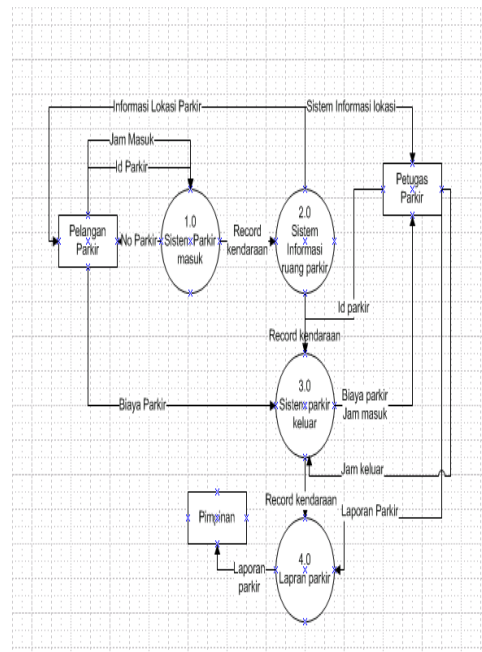 Informasi Lokasi Parkir
Sistem Informasi lokasi
Jam Masuk
Id Parkir
Pelangan
Parkir
No Parkir
1.0
Sistem Parkir
masuk
Record
kendaraan
2.0
Sistem
Informasi
ruang parkir
Petugas
Parkir
Id parkir
Record kendaraan
3.0
Sistem parkir
keluar
Biaya Parkir
Biaya parkir
Jam masuk
Jam keluar
Record kendaraan
Laporan Parkir
Pimpinan
4.0
Lapran parkir
Laporan
parkir